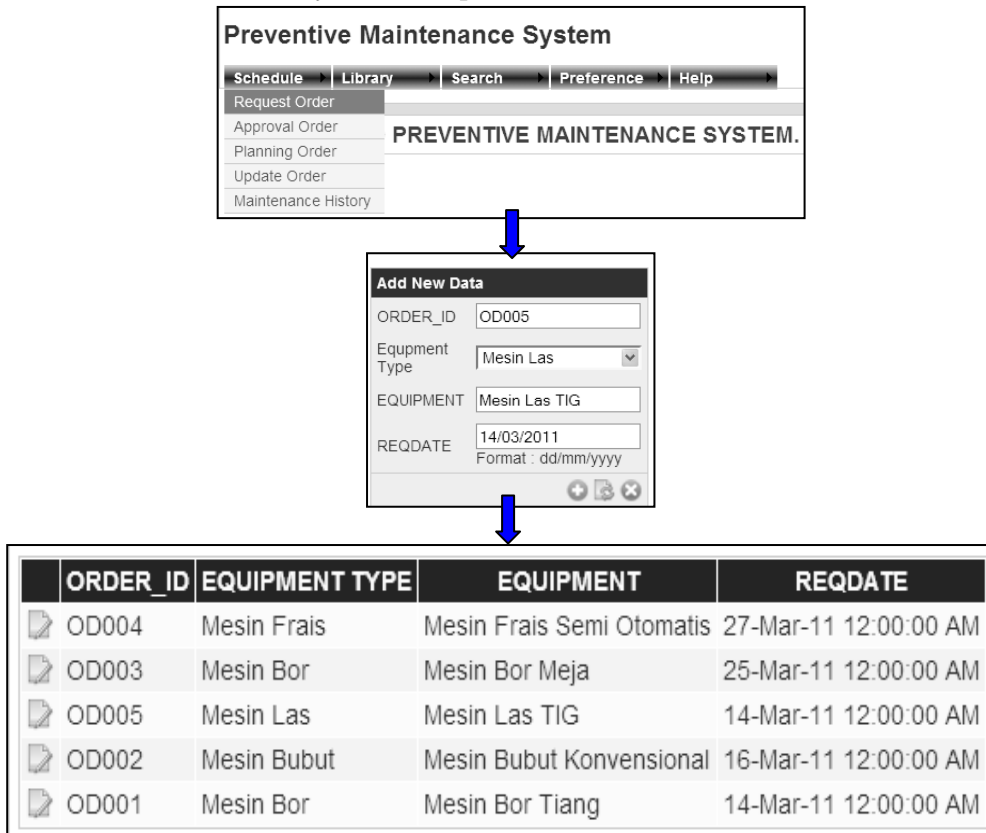 Preventive Maintenance System
Schedule Library Search Preference Help
Request Order
Approval Order
PREVENTIVE MAINTENANCE SYSTEM.
Planning Order
Update Order
Maintenance History
Add New Data
ORDER_ID OD005
Equpment Type Mesin Las
EQUIPMENT Mesin Las TIG
REQDATE 14/03/2011
Format : dd/mm/yyyy
ORDER_ID EQUIPMENT TYPE EQUIPMENT REQDATE
OD004 Mesin Frais Mesin Frais Semi Otomatis 27-Mar-11 12:00:00 AM
OD003 Mesin Bor Mesin Bor Meja 25-Mar-11 12:00:00 AM
OD005 Mesin Las Mesin Las TIG 14-Mar-11 12:00:00 AM
OD002 Mesin Bubut Mesin Bubut Konvensional 16-Mar-11 12:00:00 AM
OD001 Mesin Bor Mesin Bor Tiang 14-Mar-11 12:00:00 AM